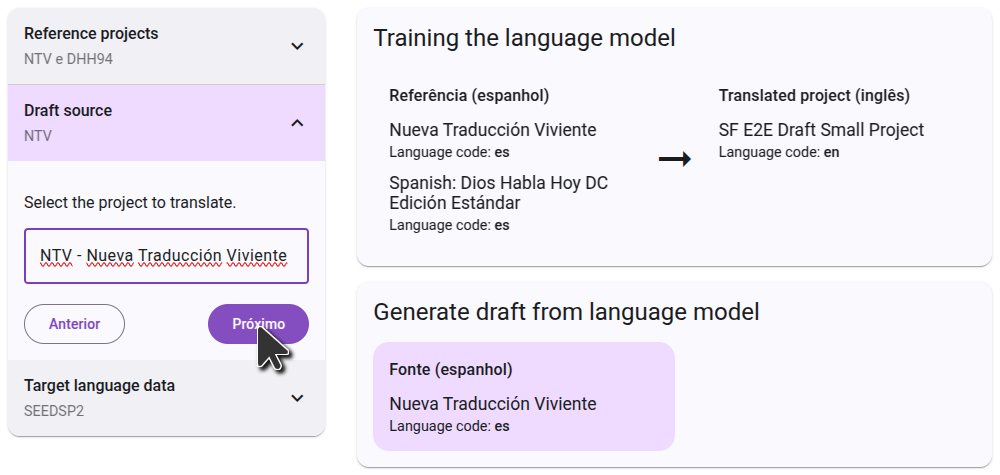 Reference projects
NTV e DHH94
Draft source
NTV
Select the project to translate.
NTV - Nueva Traducción Viviente
Anterior
Próximo
Target language data
SEEDSP2
Training the language model
Referência (espanhol)
Nueva Traducción Viviente
Language code: es
Spanish: Dios Habla Hoy DC
Edición Estándar
Language code: es
Translated project (inglês)
SF E2E Draft Small Project
Language code: en
Generate draft from language model
Fonte (espanhol)
Nueva Traducción Viviente
Language code: es